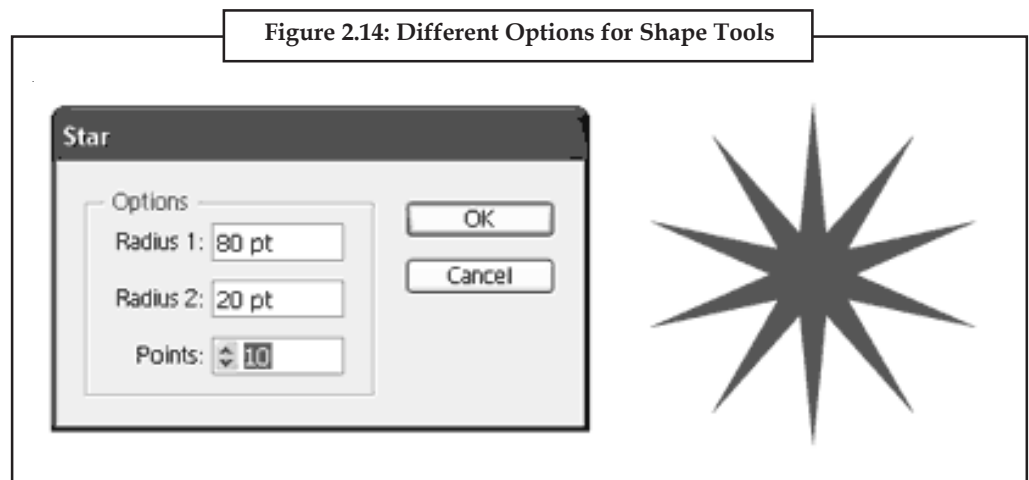 Figure 2.14: Different Options for Shape Tools
Star
Options
Radius 1: 80 pt
Radius 2: 20 pt
Points: 10
OK
Cancel